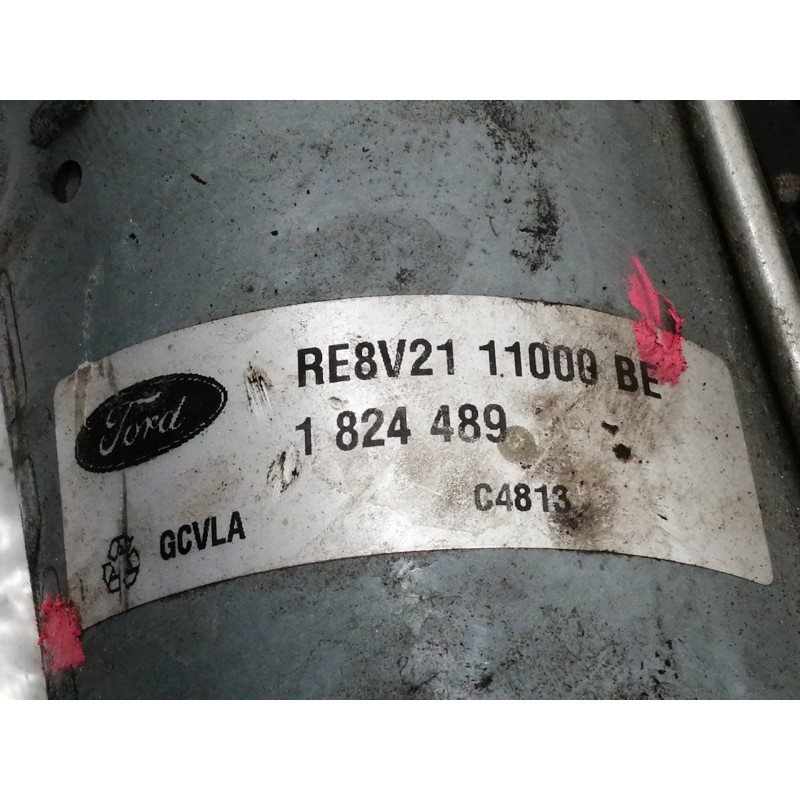 Ford
RE8V21 11000 BE
1 824 489
C4813
GCVLA